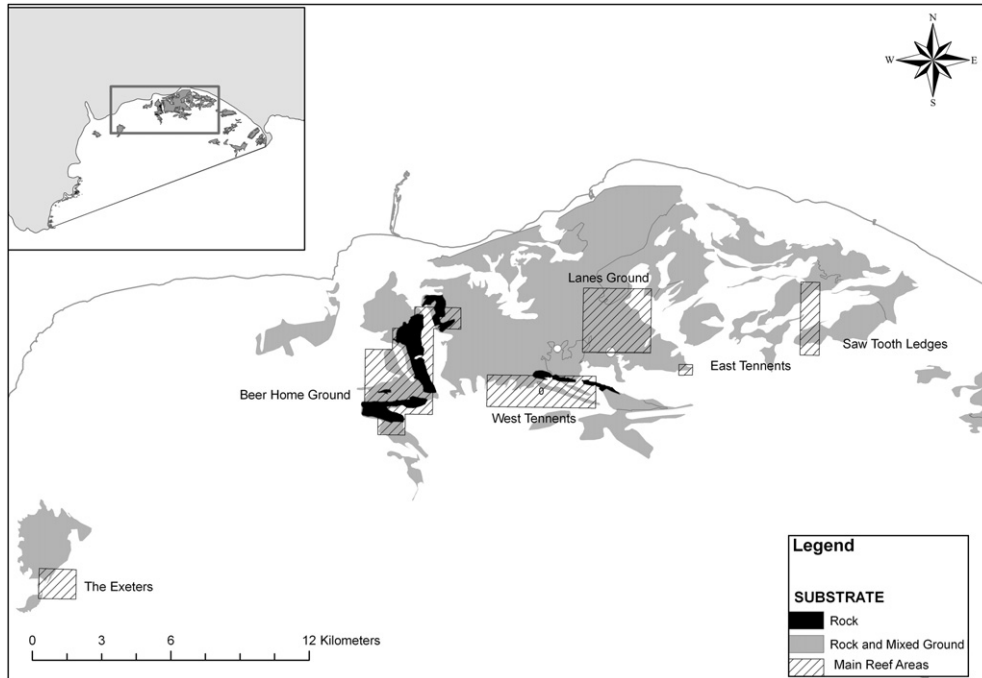 N
W E
S
Lanes Ground
Saw Tooth Ledges
East Tennents
Beer Home Ground
0
West Tennents
The Exeters
0 3 6 12 Kilometers
Legend
SUBSTRATE
Rock
Rock and Mixed Ground
Main Reef Areas